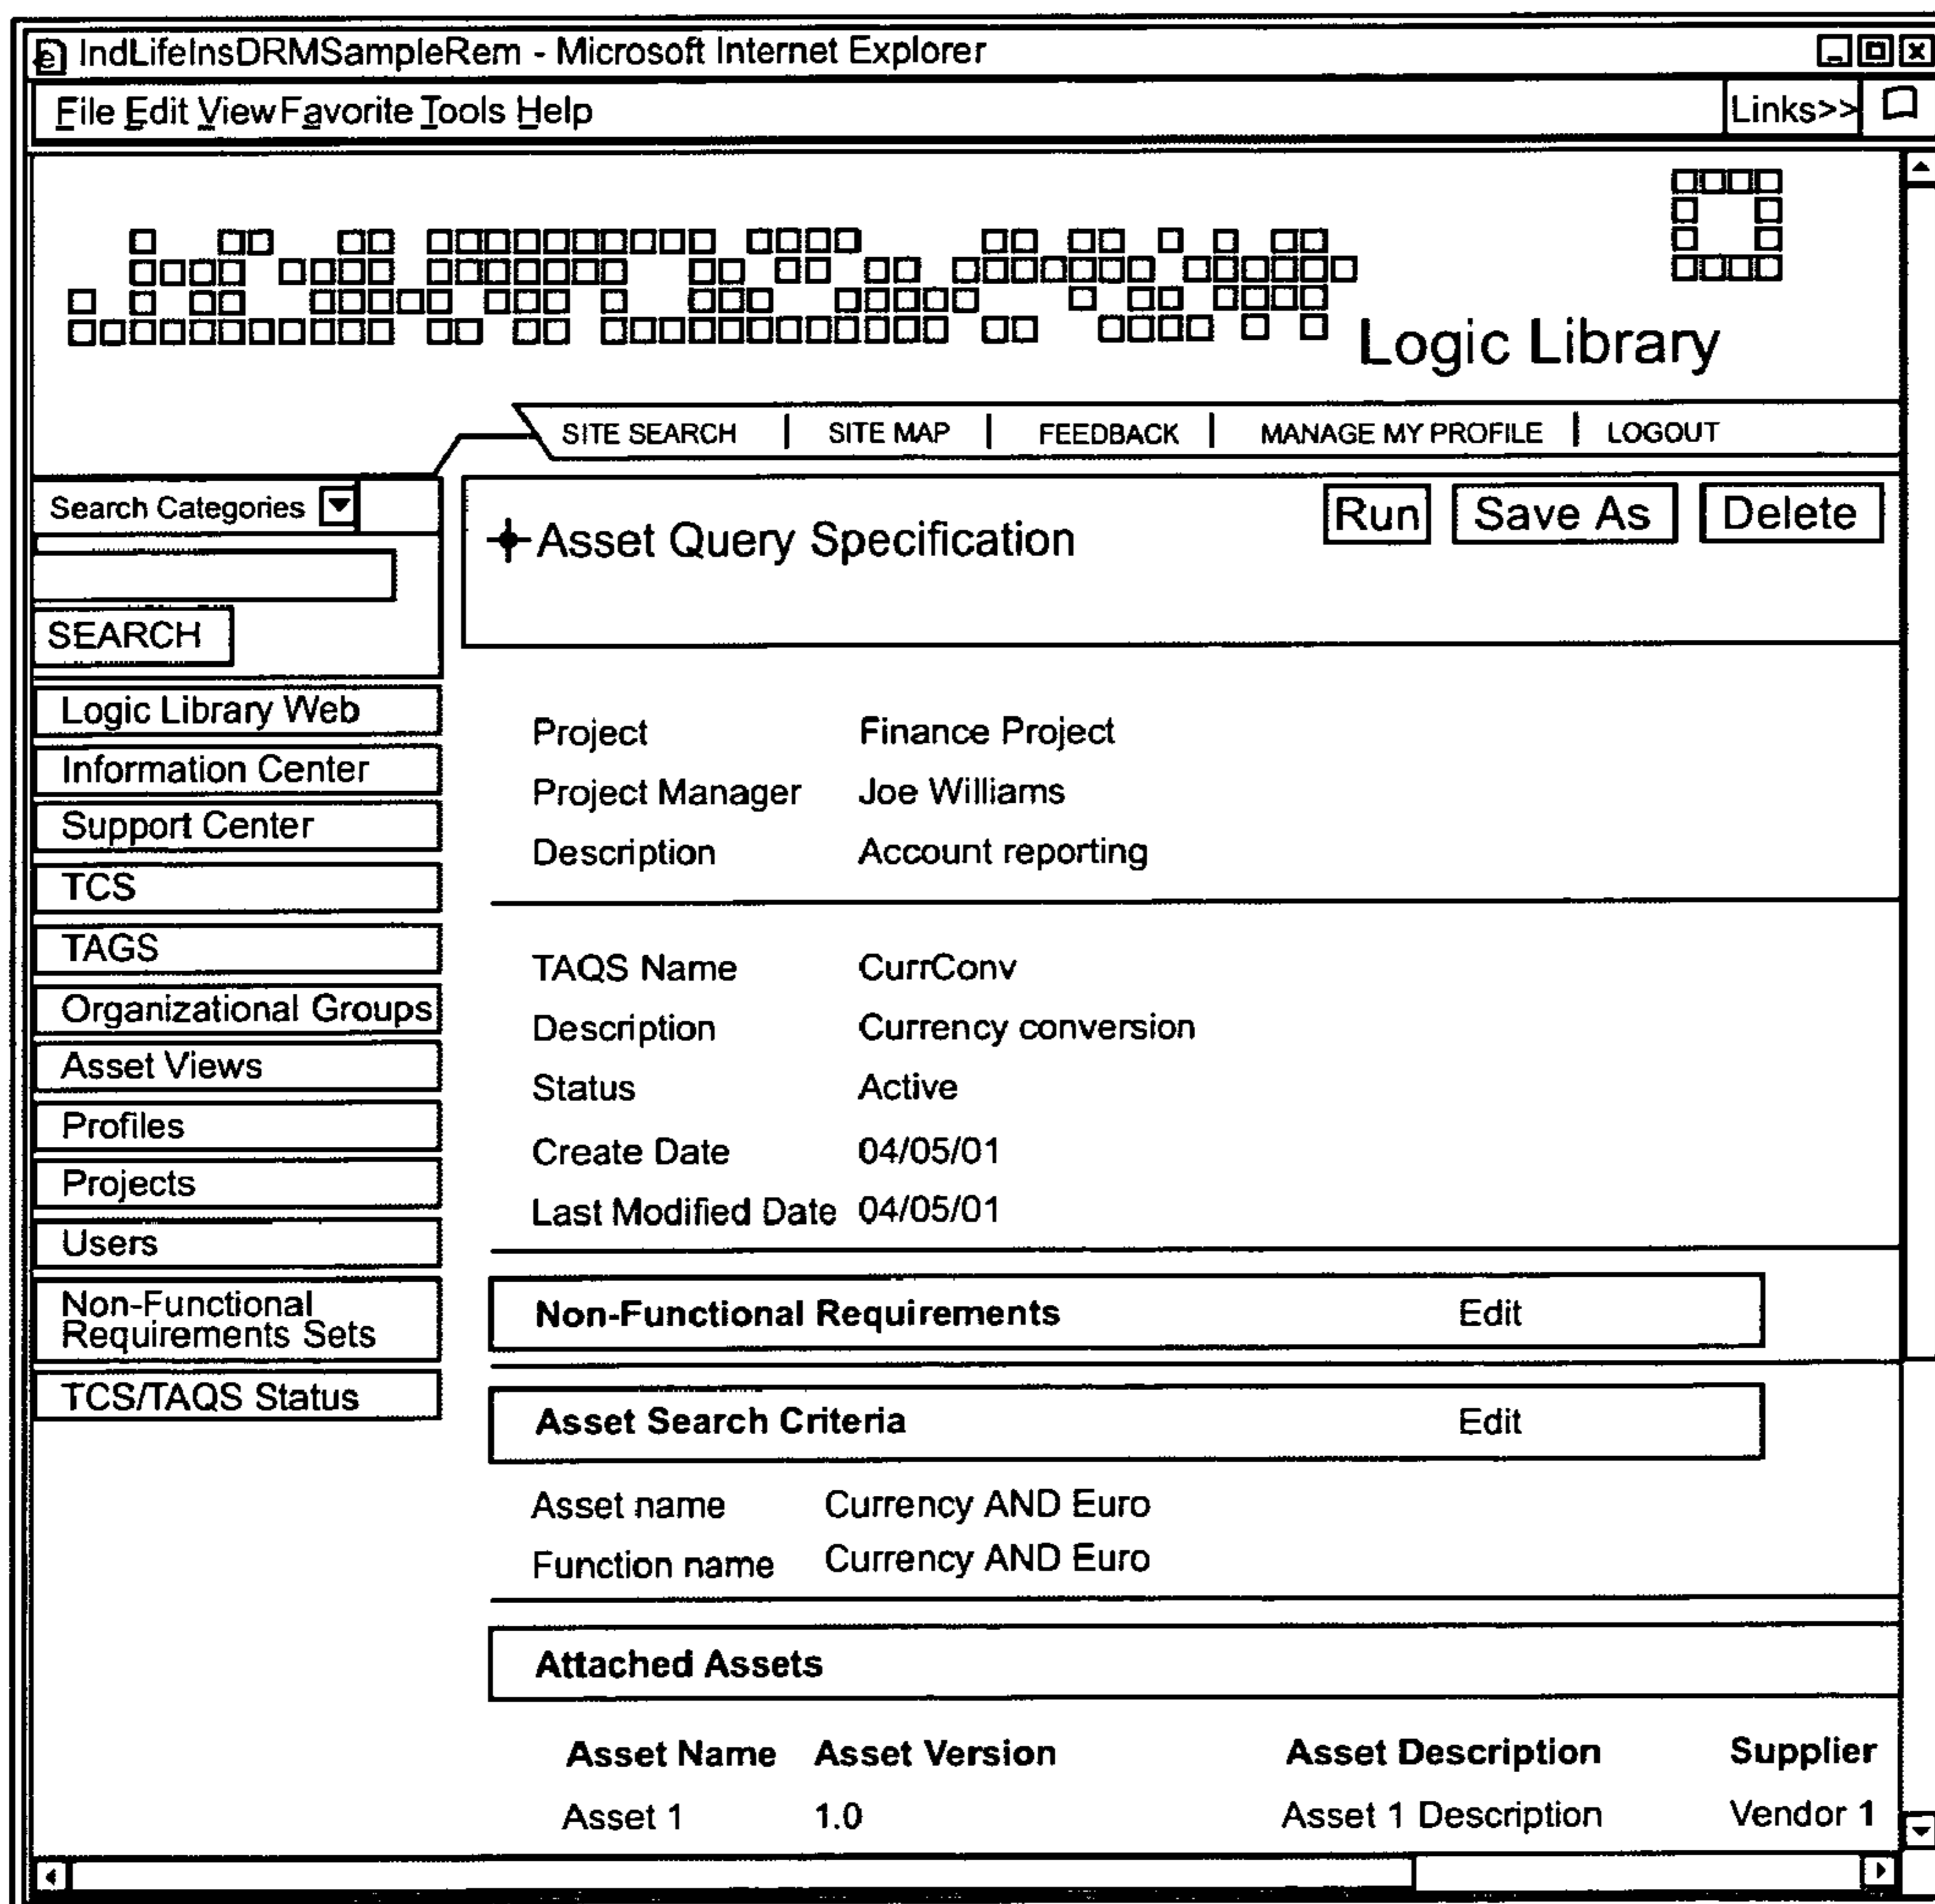 IndLifeInsDRMSampleRem - Microsoft Internet Explorer
File Edit View Favorite Tools Help Links>>
Logic Library
SITE SEARCH | SITE MAP | FEEDBACK | MANAGE MY PROFILE | LOGOUT
Search Categories
SEARCH
Logic Library Web
Information Center
Support Center
TCS
TAGS
Organizational Groups
Asset Views
Profiles
Projects
Users
Non-Functional
Requirements Sets
TCS/TAQS Status
Asset Query Specification
Run Save As Delete
Project Finance Project
Project Manager Joe Williams
Description Account reporting
TAQS Name CurrConv
Description Currency conversion
Status Active
Create Date 04/05/01
Last Modified Date 04/05/01
Non-Functional Requirements Edit
Asset Search Criteria Edit
Asset name Currency AND Euro
Function name Currency AND Euro
Attached Assets
Asset Name Asset Version Asset Description Supplier
Asset 1 1.0 Asset 1 Description Vendor 1